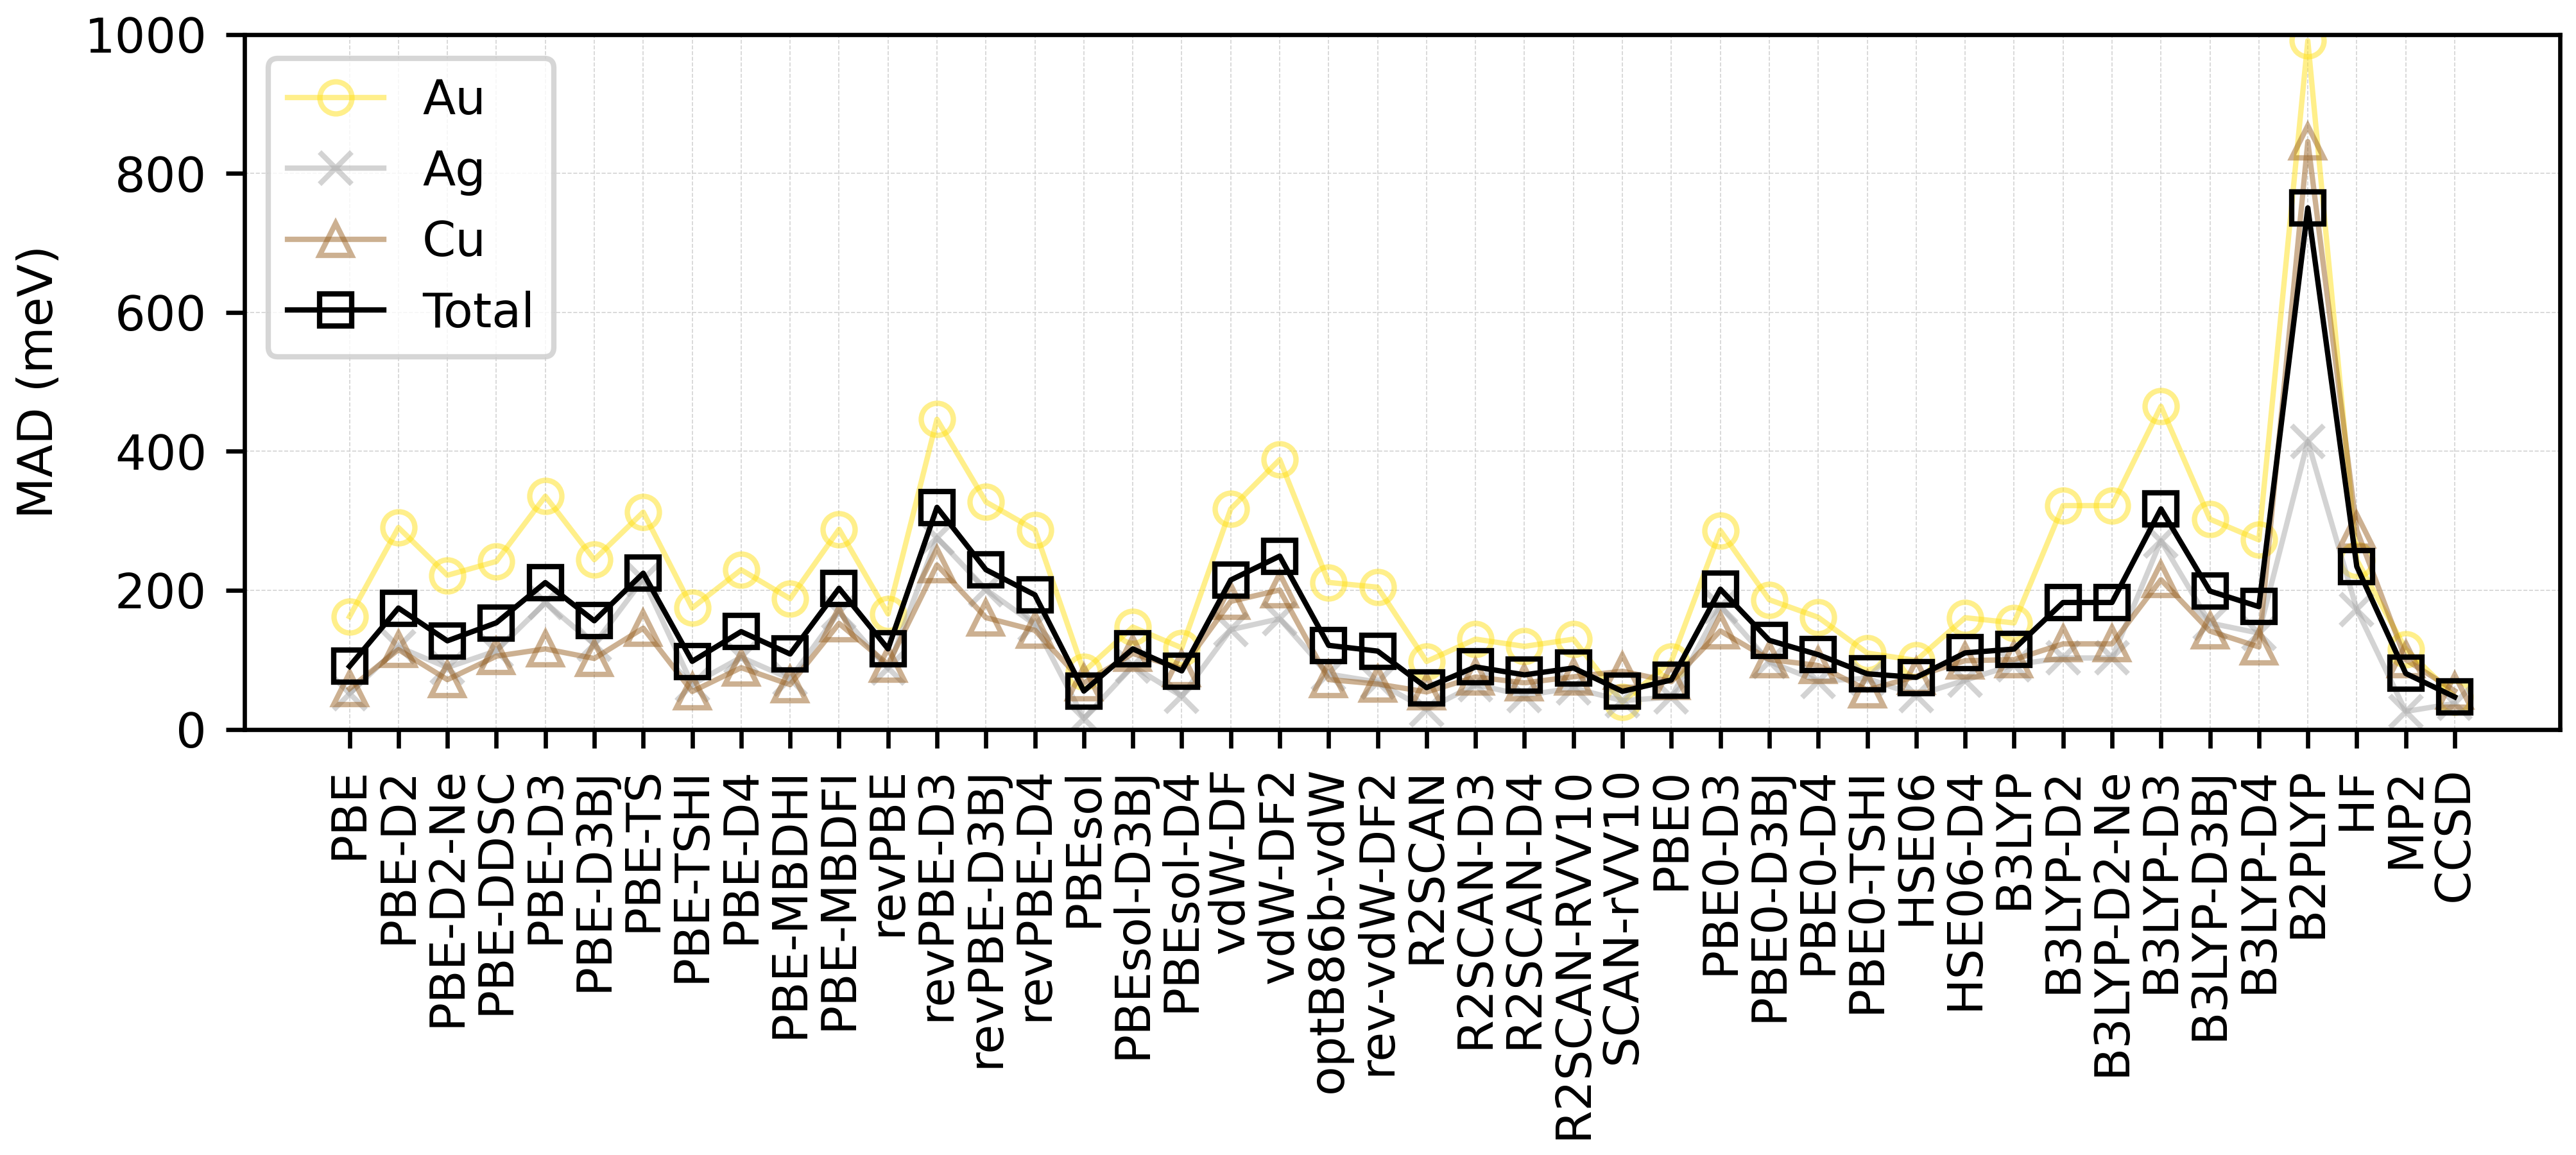 MAD (meV)
1000
800
600
400
200
0
Au
Ag
Cu
Total
PBE
PBE-D2
PBE-D2-Ne
PBE-DDSC
PBE-D3
PBE-D3BJ
PBE-TS
PBE-TSHI
PBE-D4
PBE-MBDHI
PBE-MBDFI
revPBE
revPBE-D3
revPBE-D3BJ
revPBE-D4
PBEsol
PBEsol-D3BJ
PBEsol-D4
vdW-DF
vdW-DF2
optB86b-vdW
rev-vdW-DF2
R2SCAN
R2SCAN-D3
R2SCAN-D4
R2SCAN-RVV10
SCAN-rVV10
PBE0
PBE0-D3
PBE0-D3BJ
PBE0-D4
PBE0-TSHI
HSE06
HSE06-D4
B3LYP
B3LYP-D2
B3LYP-D2-Ne
B3LYP-D3
B3LYP-D3BJ
B3LYP-D4
B2PLYP
HF
MP2
CCSD